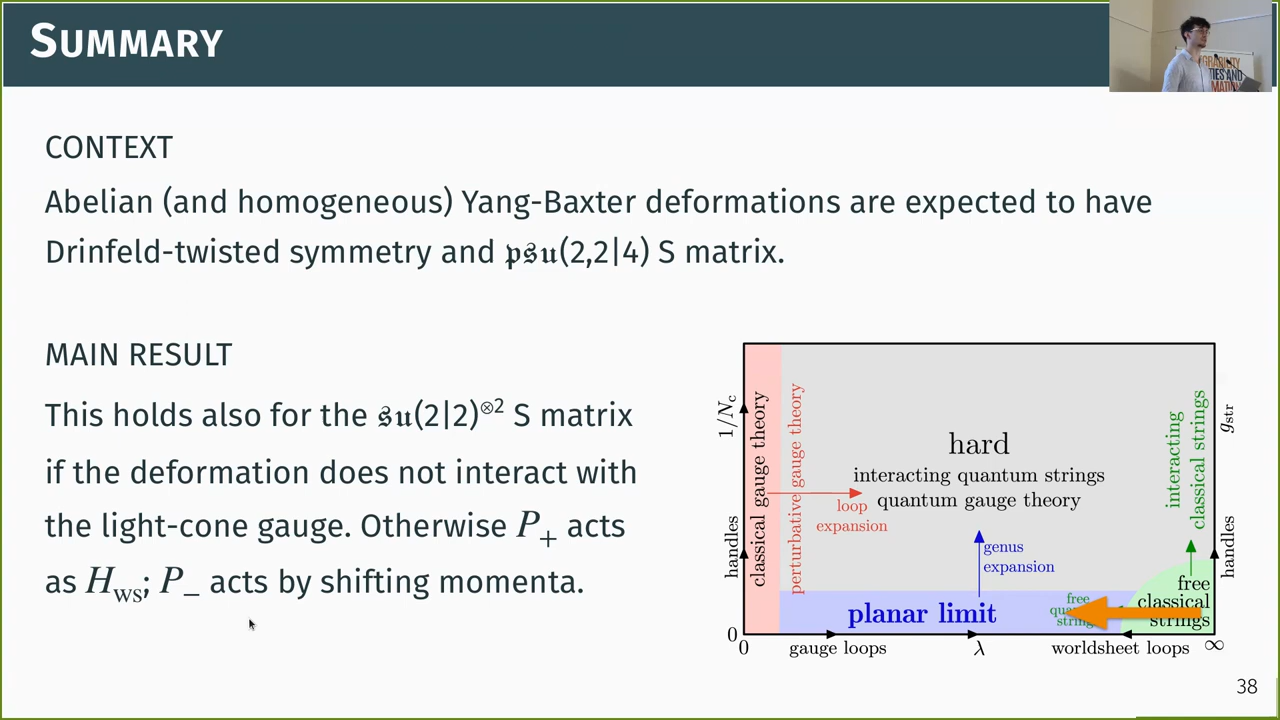 SUMMARY
CONTEXT
Abelian (and homogeneous) Yang-Baxter deformations are expected to have
Drinfeld-twisted symmetry and 𝔭𝔰𝔲(2,2|4) S matrix.
MAIN RESULT
This holds also for the 𝔰𝔲(2|2)⊗2 S matrix
if the deformation does not interact with
the light-cone gauge. Otherwise P₊ acts
as H_ws; P₋ acts by shifting momenta.
1/Nc
handles
classical gauge theory
perturbative gauge theory
loop
expansion
hard
interacting quantum strings
quantum gauge theory
genus
expansion
planar limit
free
strings
interacting
classical strings
free
classical
strings
gstr
handles
0
0
gauge loops
λ
worldsheet loops
∞
38